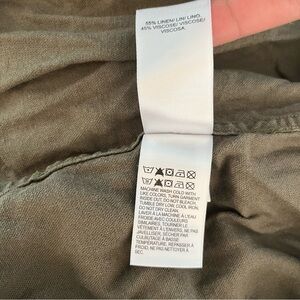 55% LINEN/ LIN/ LINO.
45% VISCOSE/ VISCOSE/
VISCOSA.
MACHINE WASH COLD WITH
LIKE COLORS, TURN GARMENT
INSIDE OUT, DO NOT BLEACH,
TUMBLE DRY LOW, COOL IRON,
DO NOT DRY CLEAN.
LAVER À LA MACHINE À L'EAU
FROIDE AVEC COULEURS
SIMILAIRES, TOURNER LE
VÊTEMENT À L'ENVERS, NE PAS
JAVELLISER, SÉCHER PAR
CULBUTAGE À BASSE
TEMPÉRATURE, REPASSER À
FROID, NE PAS NETTOYER À
SEC.